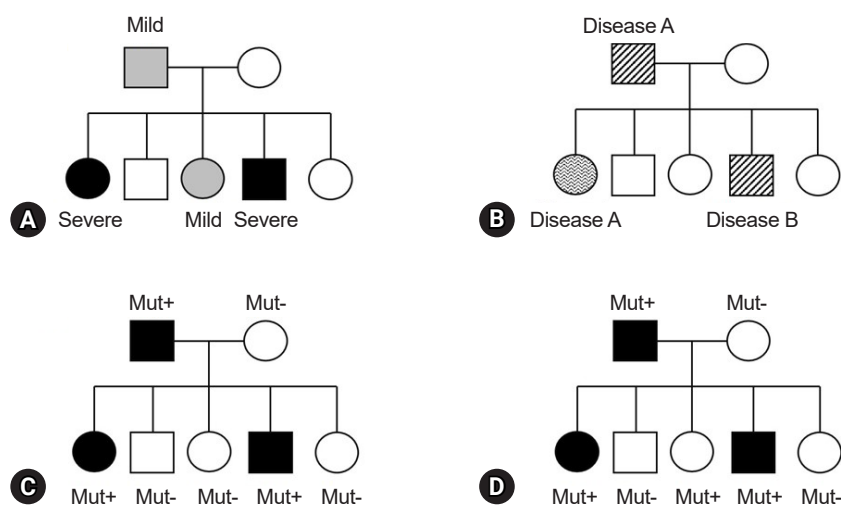 Mild
Disease A
A
Severe
Mild
Severe
B
Disease A
Disease B
Mut+
Mut-
Mut+
Mut-
C
Mut+
Mut-
Mut-
Mut+
Mut-
D
Mut+
Mut-
Mut+
Mut+
Mut-